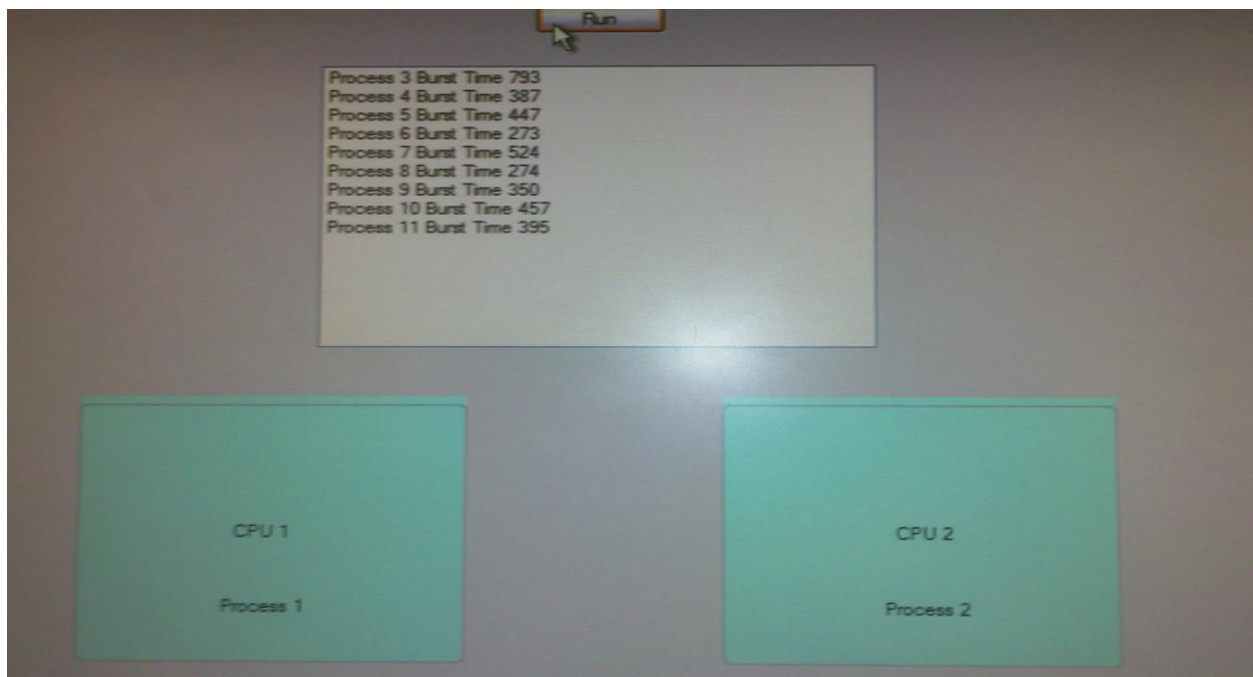 Run
Process 3 Burst Time 793
Process 4 Burst Time 387
Process 5 Burst Time 447
Process 6 Burst Time 273
Process 7 Burst Time 524
Process 8 Burst Time 274
Process 9 Burst Time 350
Process 10 Burst Time 457
Process 11 Burst Time 395
CPU 1
Process 1
CPU 2
Process 2